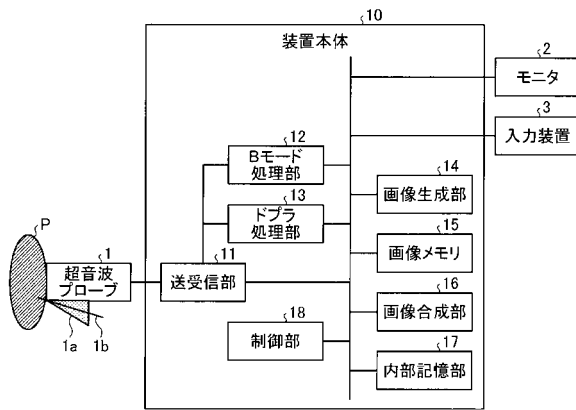 10
装置本体
2
モニタ
3
入力装置
12
Bモード
処理部
13
ドプラ
処理部
14
画像生成部
15
画像メモリ
P
1
超音波
プローブ
11
送受信部
16
画像合成部
18
制御部
17
内部記憶部
1a
1b